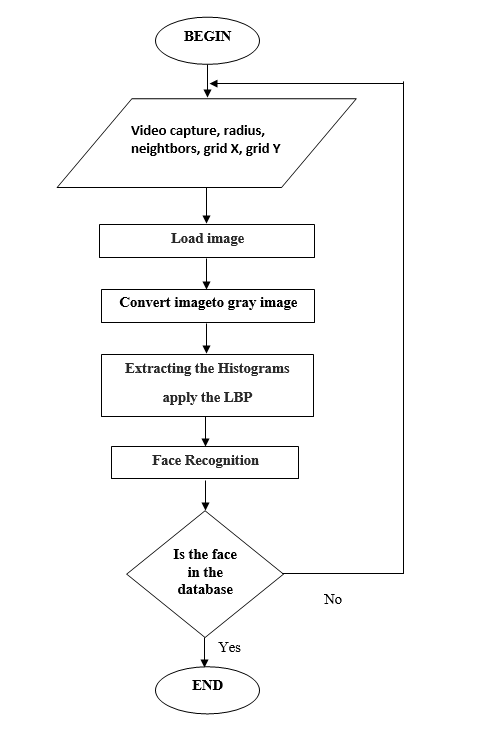 BEGIN
Video capture, radius,
neightbors, grid X, grid Y
Load image
Convert imageto gray image
Extracting the Histograms
apply the LBP
Face Recognition
Is the face
in the
database
No
Yes
END